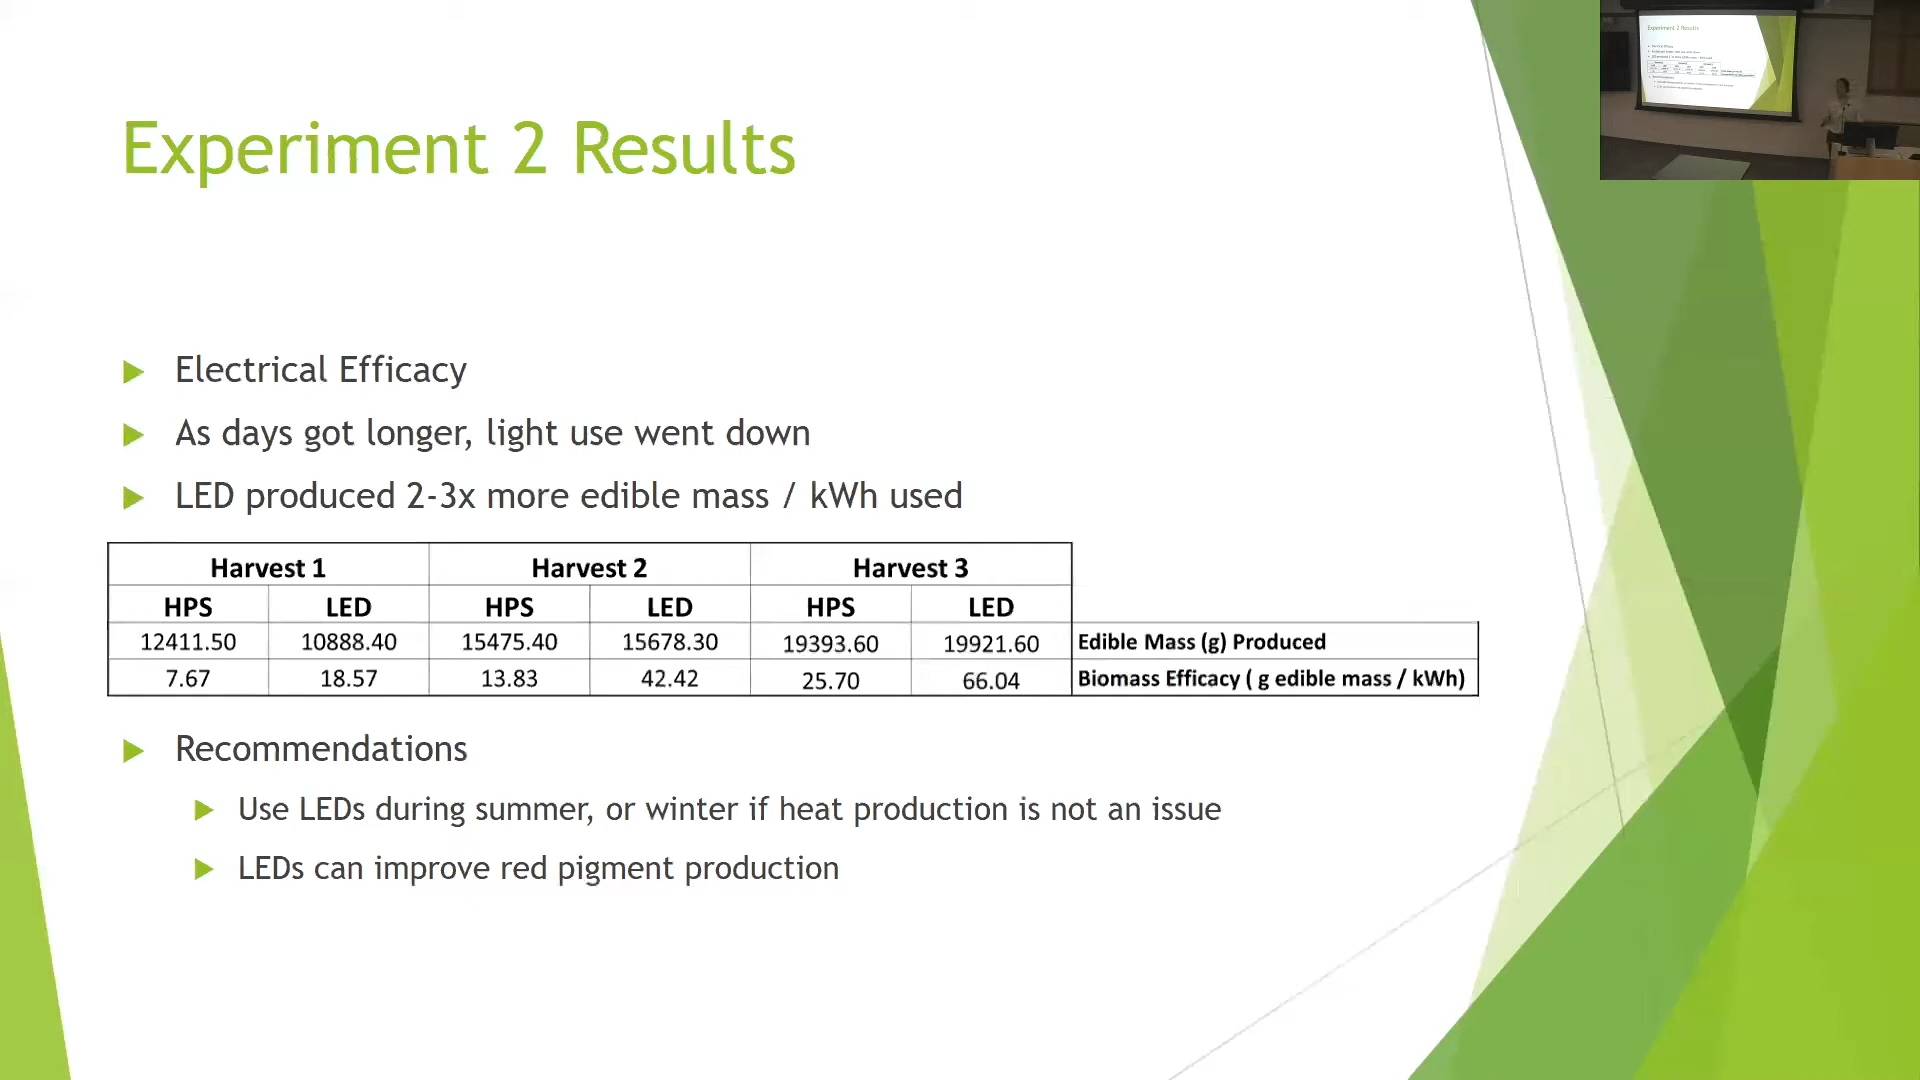 Experiment 2 Results
Electrical Efficacy
As days got longer, light use went down
LED produced 2-3x more edible mass / kWh used
Harvest 1 Harvest 2 Harvest 3
HPS LED HPS LED HPS LED
12411.50 10888.40 15475.40 15678.30 19393.60 19921.60 Edible Mass (g) Produced
7.67 18.57 13.83 42.42 25.70 66.04 Biomass Efficacy ( g edible mass / kWh)
Recommendations
Use LEDs during summer, or winter if heat production is not an issue
LEDs can improve red pigment production
Experiment 2 Results